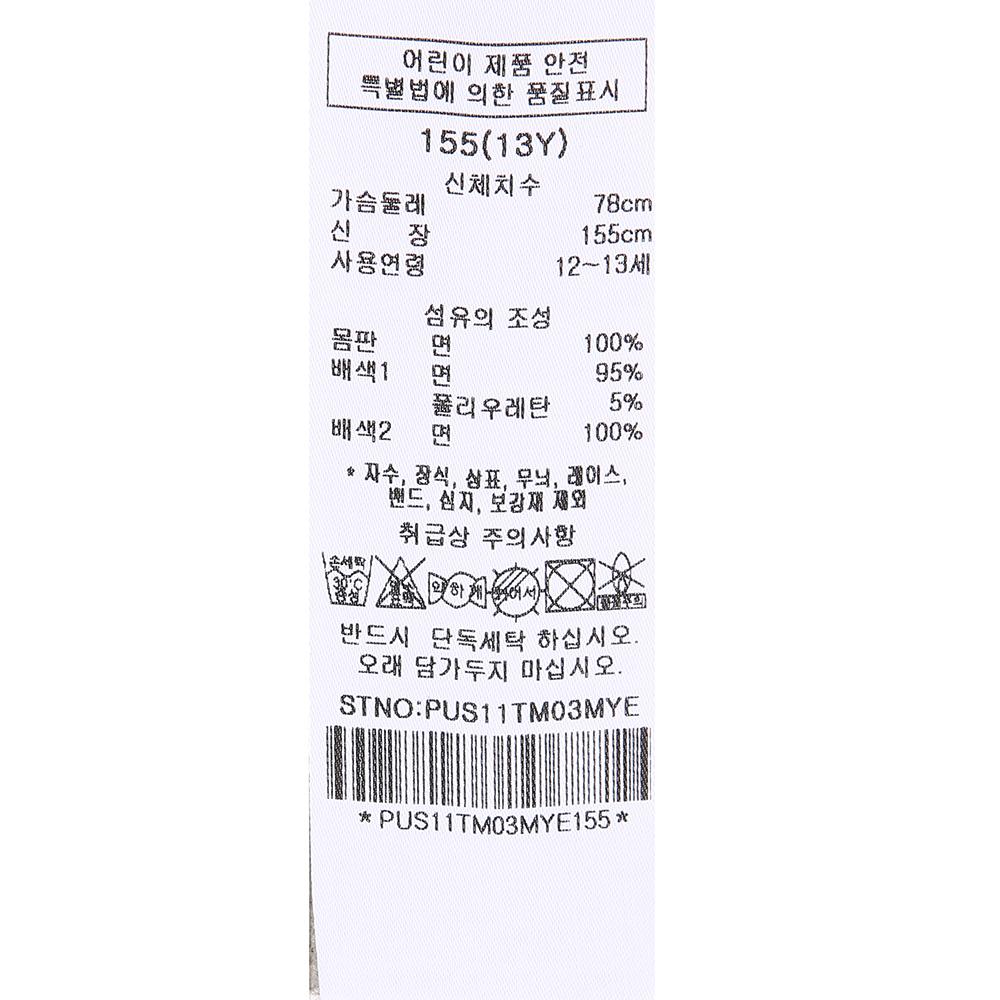 어린이 제품 안전
특별법에 의한 품질표시
155(13Y)
신체치수
가슴둘레 78cm
신 장 155cm
사용연령 12~13세
섬유의 조성
몸판 면 100%
배색1 면 95%
폴리우레탄 5%
배색2 면 100%
* 자수, 장식, 상표, 무늬, 레이스,
밴드, 심지, 보강재 제외
취급상 주의사항
손세탁
30℃
중성
약하게
뉘어서
반드시 단독세탁 하십시오.
오래 담가두지 마십시오.
STNO:PUS11TM03MYE
*PUS11TM03MYE155*